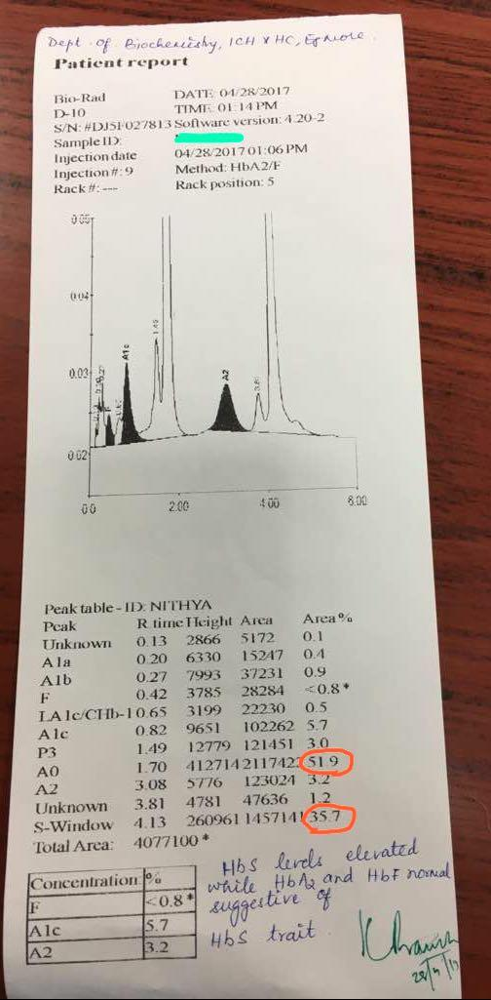 Dept. of Biochemistry, ICH & HC, Egmore.
Patient report
Bio-Rad DATE: 04/28/2017
D-10 TIME: 01:14 PM
S/N: #DJ5F027813 Software version: 4.20-2
Sample ID:
Injection date 04/28/2017 01:06 PM
Injection #: 9 Method: HbA2/F
Rack #: --- Rack position: 5
0.05
0.04
0.03
0.02
A1c
1.49
A2
3.81
0.0 2.00 4.00 6.00
Peak table - ID: NITHYA
Peak R.time Height Area Area %
Unknown 0.13 2866 5172 0.1
A1a 0.20 6330 15247 0.4
A1b 0.27 7993 37231 0.9
F 0.42 3785 28284 <0.8 *
LA1c/CHb-1 0.65 3199 22230 0.5
A1c 0.82 9651 102262 5.7
P3 1.49 12779 121451 3.0
A0 1.70 412714 211742 51.9
A2 3.08 5776 123024 3.2
Unknown 3.81 4781 47636 1.2
S-Window 4.13 260961 1457141 35.7
Total Area: 4077100 *
Concentration: %
F <0.8 *
A1c 5.7
A2 3.2
HbS levels elevated
while HbA2 and HbF normal
suggestive of
HbS trait.